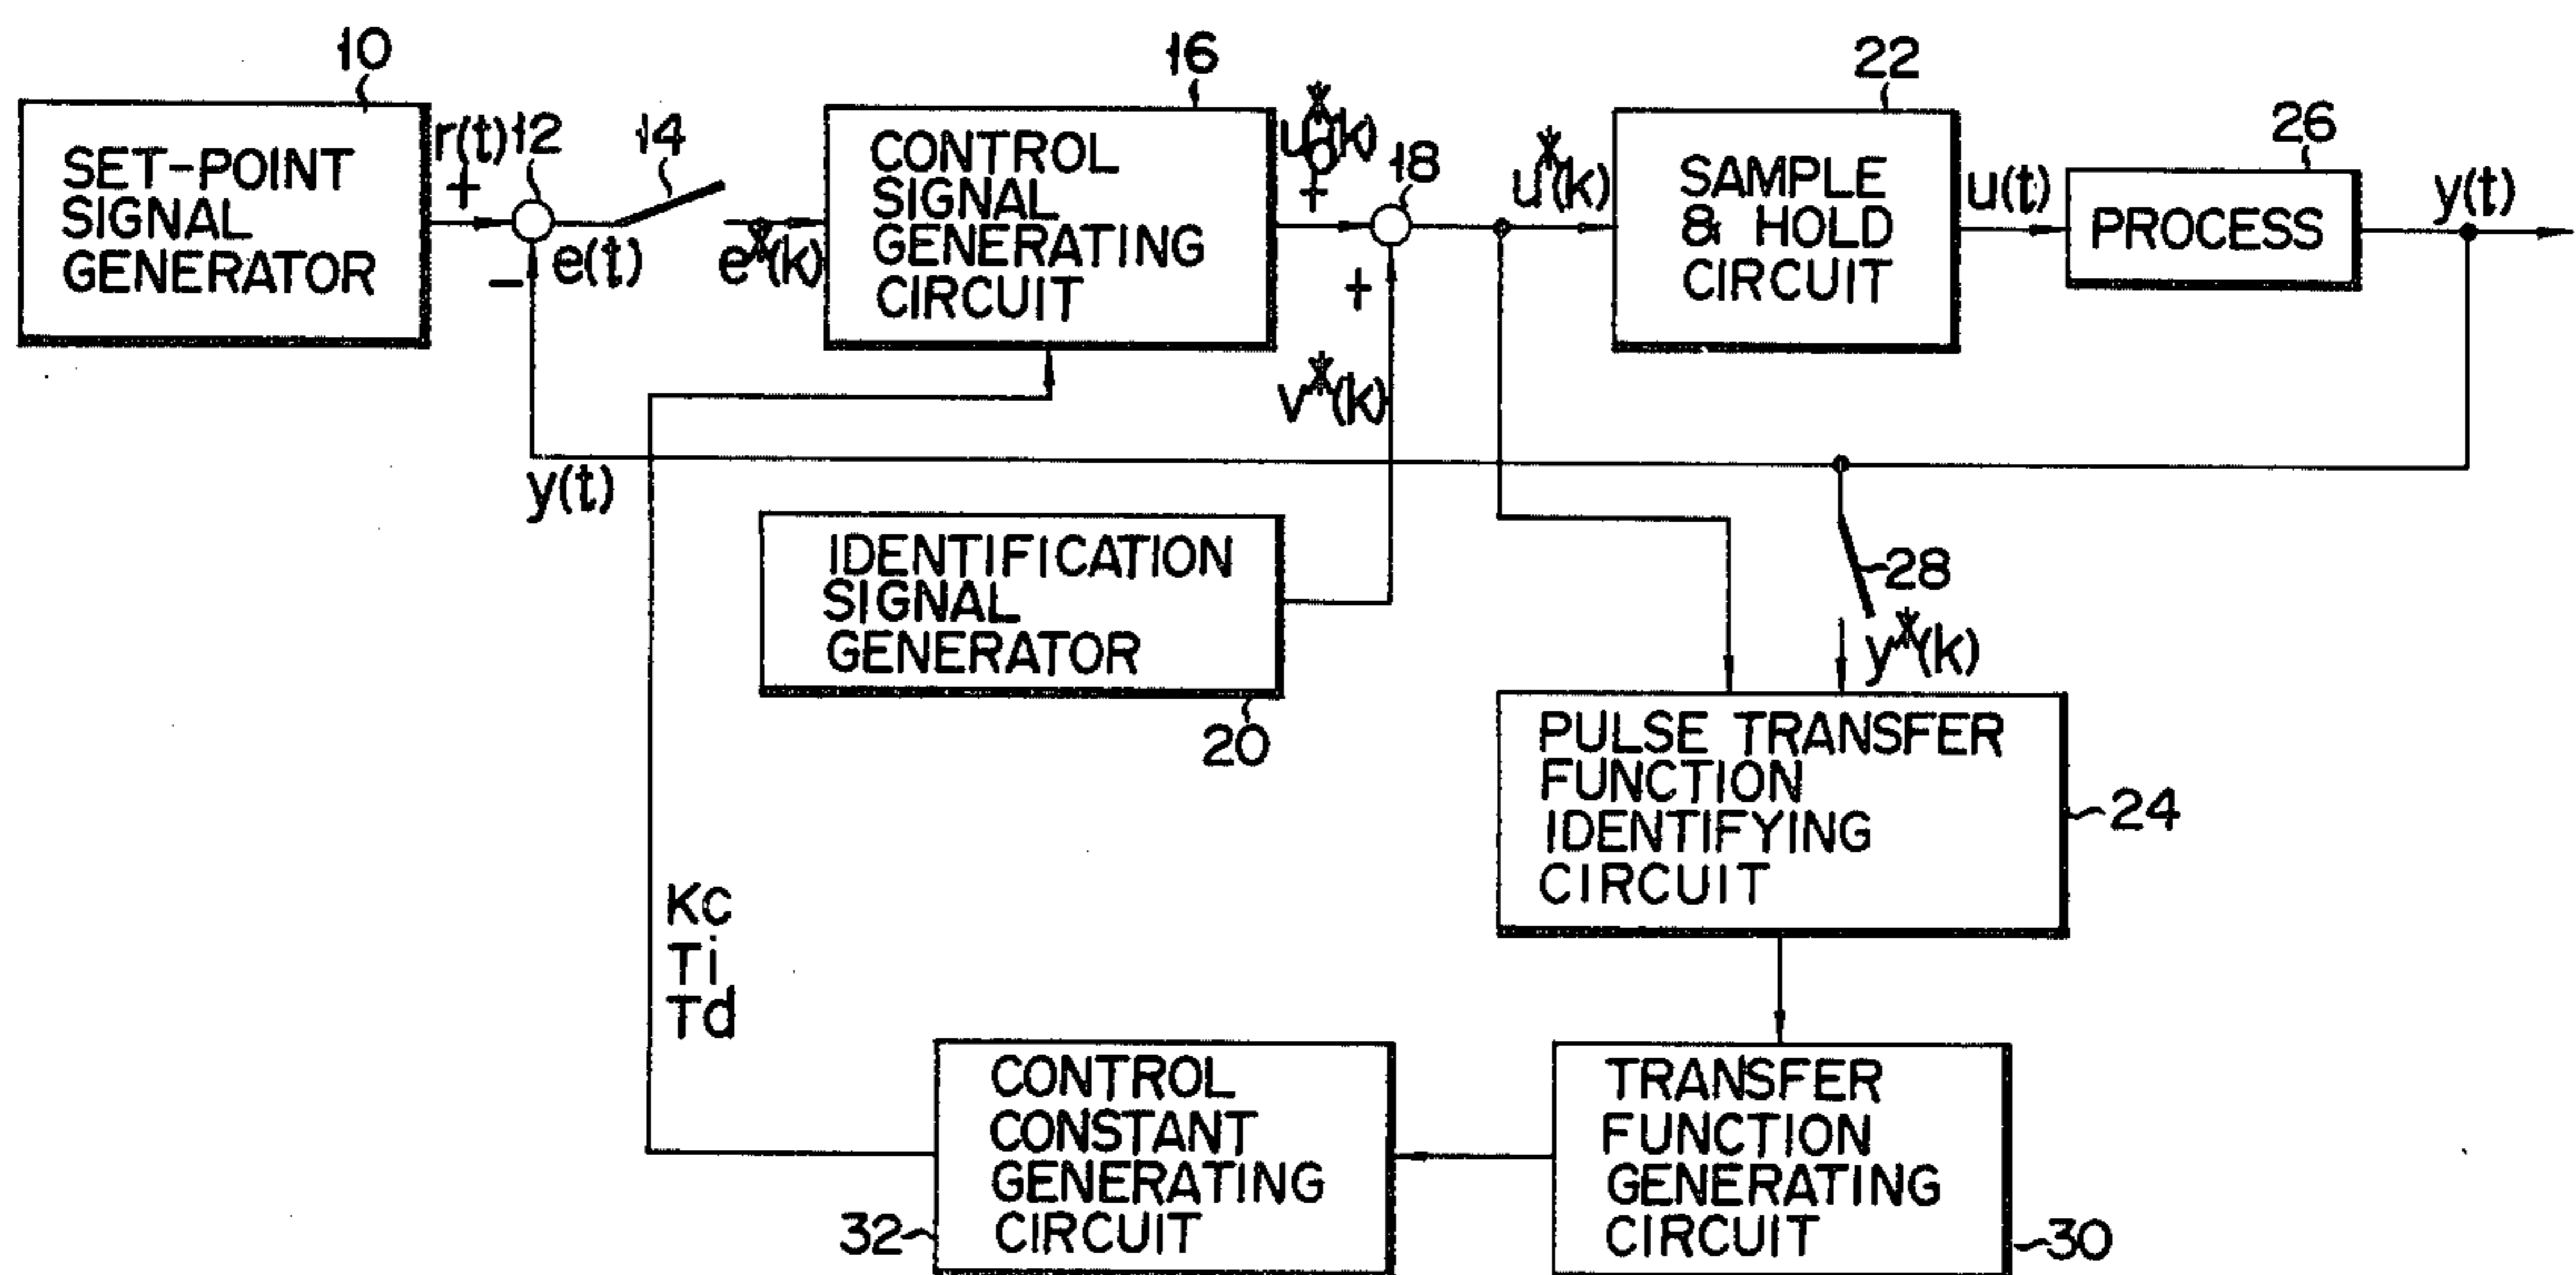 10
SET-POINT
SIGNAL
GENERATOR
r(t)
+
12
-
e(t)
14
e*(k)
16
CONTROL
SIGNAL
GENERATING
CIRCUIT
u0*(k)
+
18
+
v*(k)
u*(k)
22
SAMPLE
& HOLD
CIRCUIT
u(t)
26
PROCESS
y(t)
y(t)
IDENTIFICATION
SIGNAL
GENERATOR
20
28
y*(k)
PULSE TRANSFER
FUNCTION
IDENTIFYING
CIRCUIT
24
Kc
Ti
Td
CONTROL
CONSTANT
GENERATING
CIRCUIT
32
TRANSFER
FUNCTION
GENERATING
CIRCUIT
30